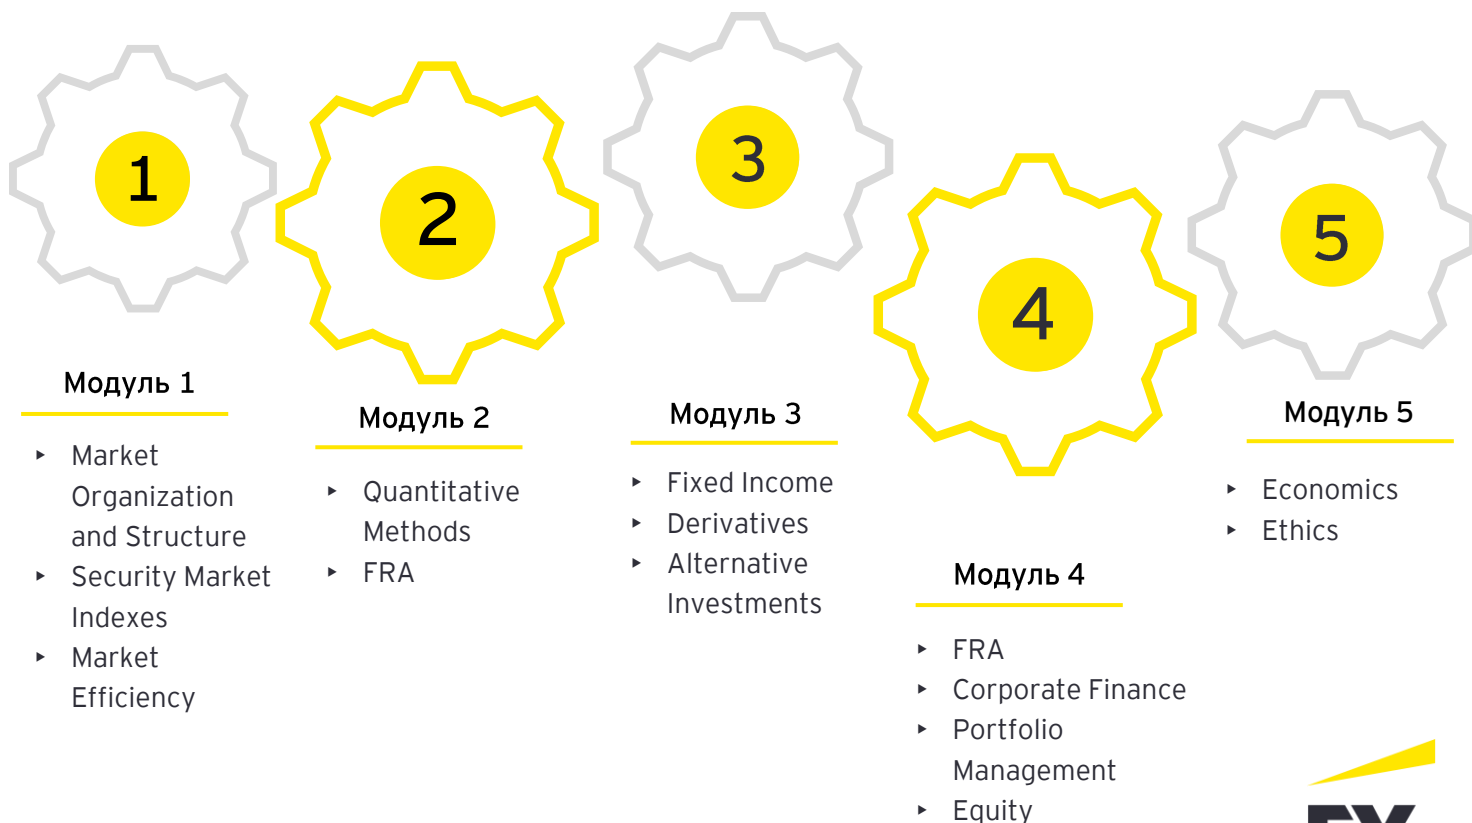 1
2
3
4
5
Модуль 1
▸ Market
Organization
and Structure
▸ Security Market
Indexes
▸ Market
Efficiency
Модуль 2
▸ Quantitative
Methods
▸ FRA
Модуль 3
▸ Fixed Income
▸ Derivatives
▸ Alternative
Investments
Модуль 4
▸ FRA
▸ Corporate Finance
▸ Portfolio
Management
▸ Equity
Модуль 5
▸ Economics
▸ Ethics